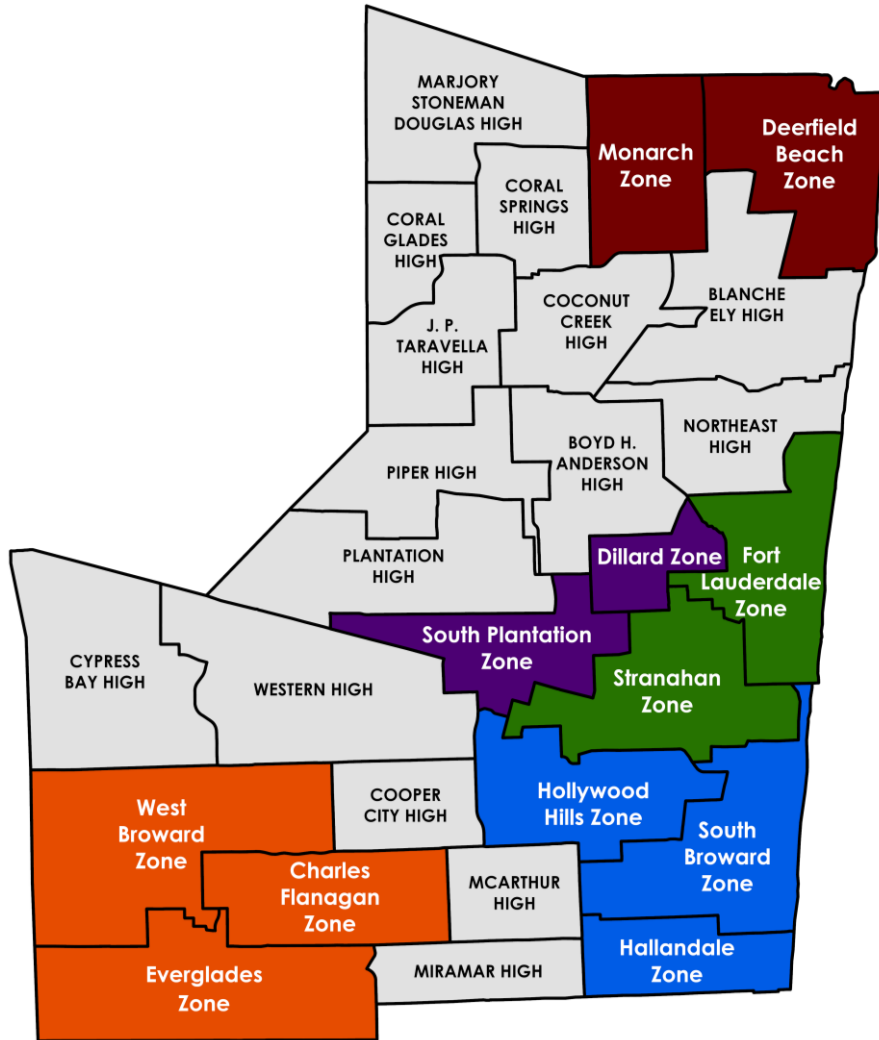 MARJORY
STONEMAN
DOUGLAS HIGH
Monarch
Zone
Deerfield
Beach
Zone
CORAL
SPRINGS
HIGH
CORAL
GLADES
HIGH
COCONUT
CREEK
HIGH
BLANCHE
ELY HIGH
J. P.
TARAVELLA
HIGH
NORTHEAST
HIGH
BOYD H.
ANDERSON
HIGH
PIPER HIGH
PLANTATION
HIGH
Dillard Zone
Fort
Lauderdale
Zone
South Plantation
Zone
CYPRESS
BAY HIGH
WESTERN HIGH
Stranahan
Zone
West
Broward
Zone
COOPER
CITY HIGH
Hollywood
Hills Zone
South
Broward
Zone
Charles
Flanagan
Zone
MCARTHUR
HIGH
Everglades
Zone
MIRAMAR HIGH
Hallandale
Zone